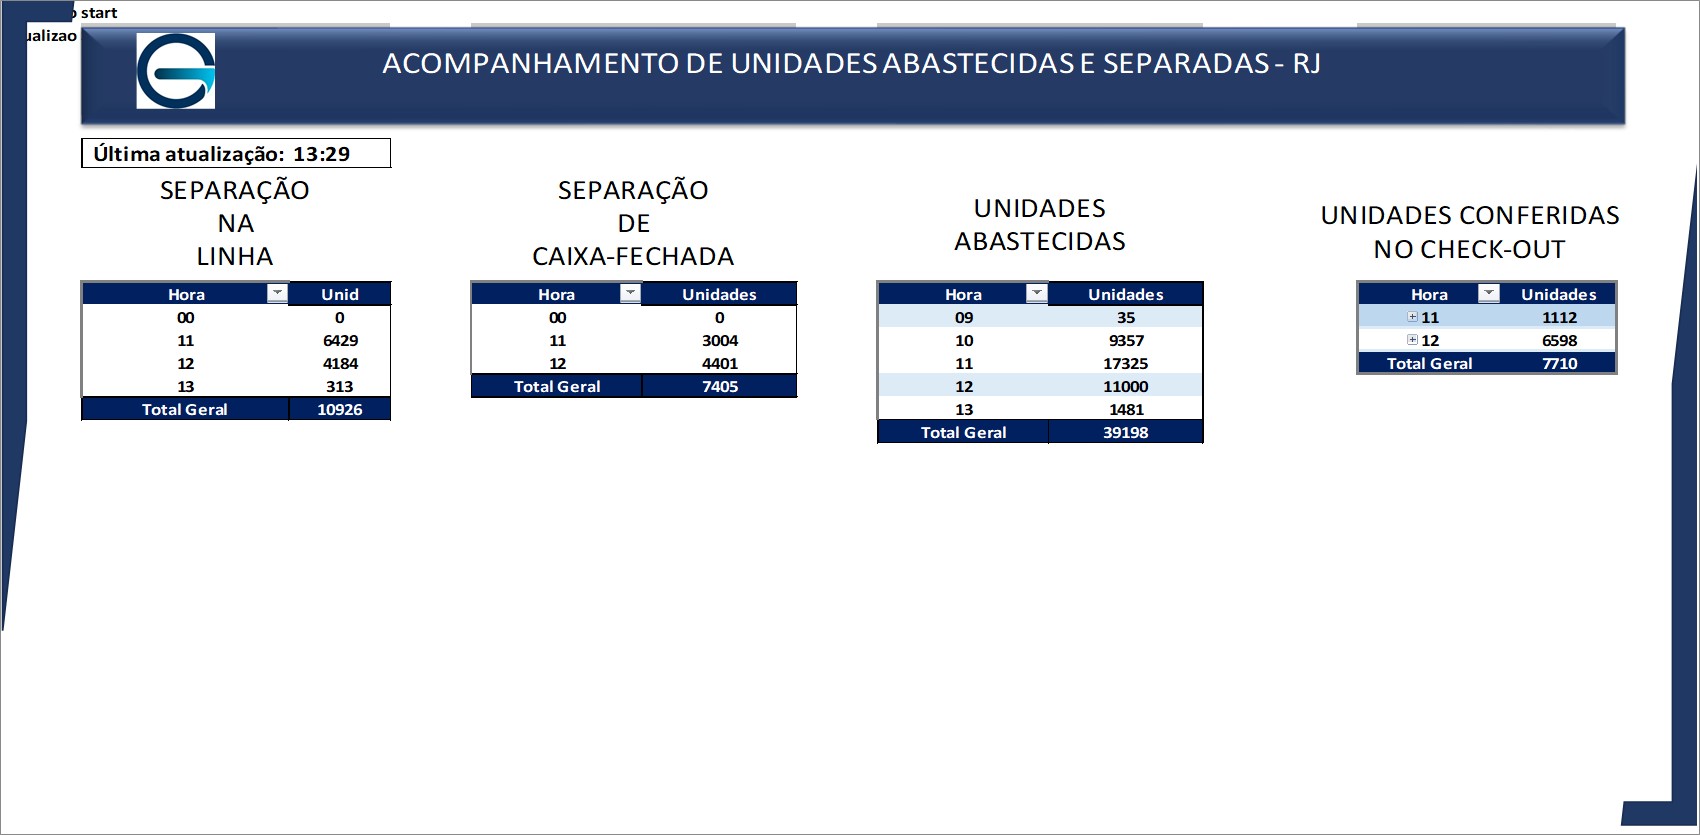 start
ACOMPANHAMENTO DE UNIDADES ABASTECIDAS E SEPARADAS - RJ
Última atualização: 13:29
SEPARAÇÃO
NA
LINHA
Hora Unid
00 0
11 6429
12 4184
13 313
Total Geral 10926
SEPARAÇÃO
DE
CAIXA-FECHADA
Hora Unidades
00 0
11 3004
12 4401
Total Geral 7405
UNIDADES
ABASTECIDAS
Hora Unidades
09 35
10 9357
11 17325
12 11000
13 1481
Total Geral 39198
UNIDADES CONFERIDAS
NO CHECK-OUT
Hora Unidades
11 1112
12 6598
Total Geral 7710